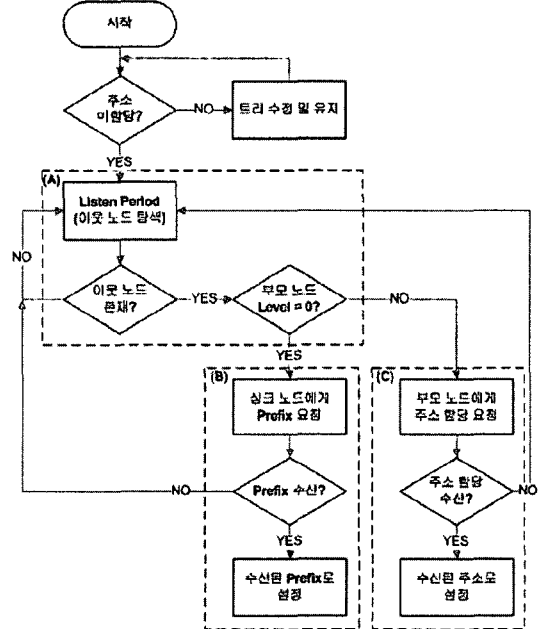 시작
주소
미할당?
NO
트리 수정 및 유지
YES
(A)
Listen Period
(이웃 노드 탐색)
NO
이웃 노드
존재?
YES
부모 노드
Level = 0?
NO
YES
(B)
싱크 노드에게
Prefix 요청
(C)
부모 노드에게
주소 할당 요청
NO
Prefix 수신?
주소 할당
수신?
NO
YES
YES
수신된 Prefix로
설정
수신된 주소로
설정